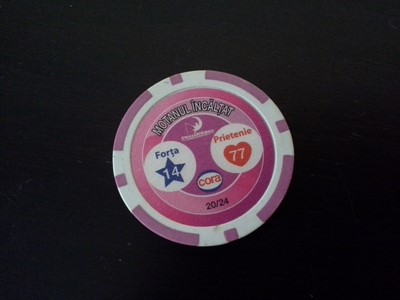 MOTANUL ÎNCĂLȚAT
Forța
14
Prietenie
77
cora
20/24